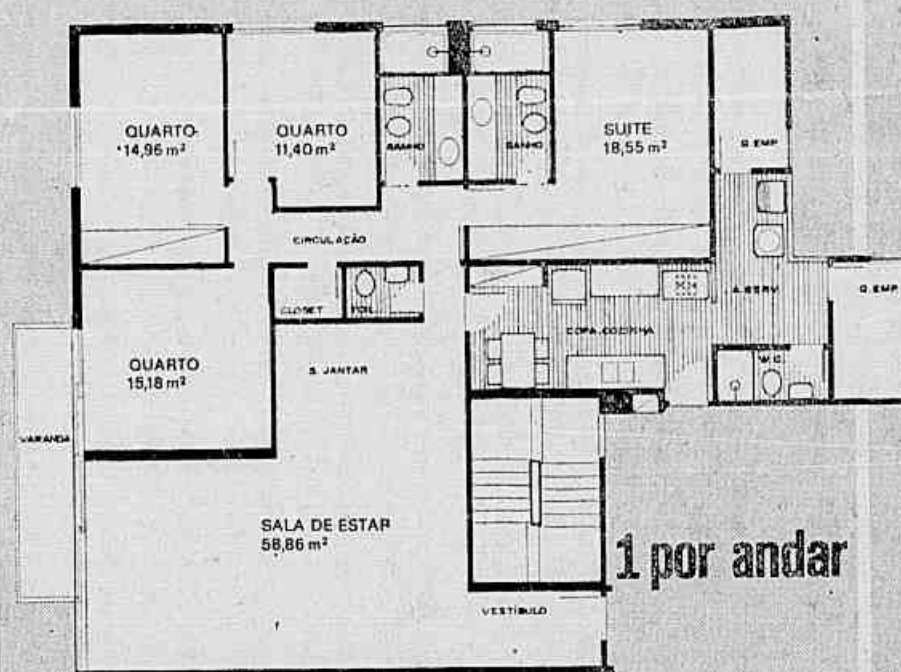 QUARTO
14,96 m²
QUARTO
11,40 m²
BANHO
BANHO
SUITE
18,55 m²
Q. EMP
CIRCULAÇÃO
A. SERV.
Q. EMP.
CLOSET
TOIL.
COPA-COZINHA
QUARTO
15,18 m²
S. JANTAR
W.C.
VARANDA
SALA DE ESTAR
58,86 m²
1 por andar
VESTÍBULO